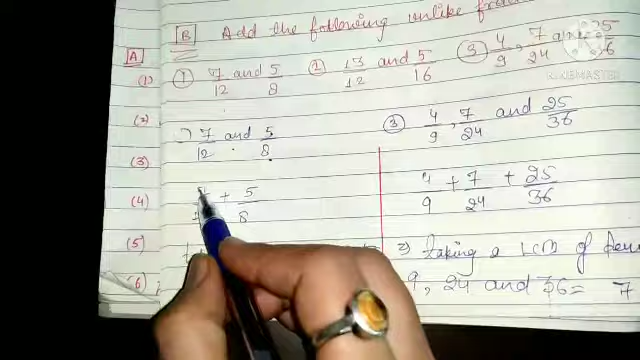 [B] Add the following unlike
[A]
(1) ① 7/12 and 5/8 ② 13/12 and 5/16 ③ 4/9, 7/24 and 25
KINEMASTER
(2) 7/12 and 5/8 ③ 4/9, 7/24 and 25/36
(3)
(4) + 5/8 4/9 + 7/24 + 25/36
(5) 2) Taking a LCM of
(6) 9, 24 and 36 = 7